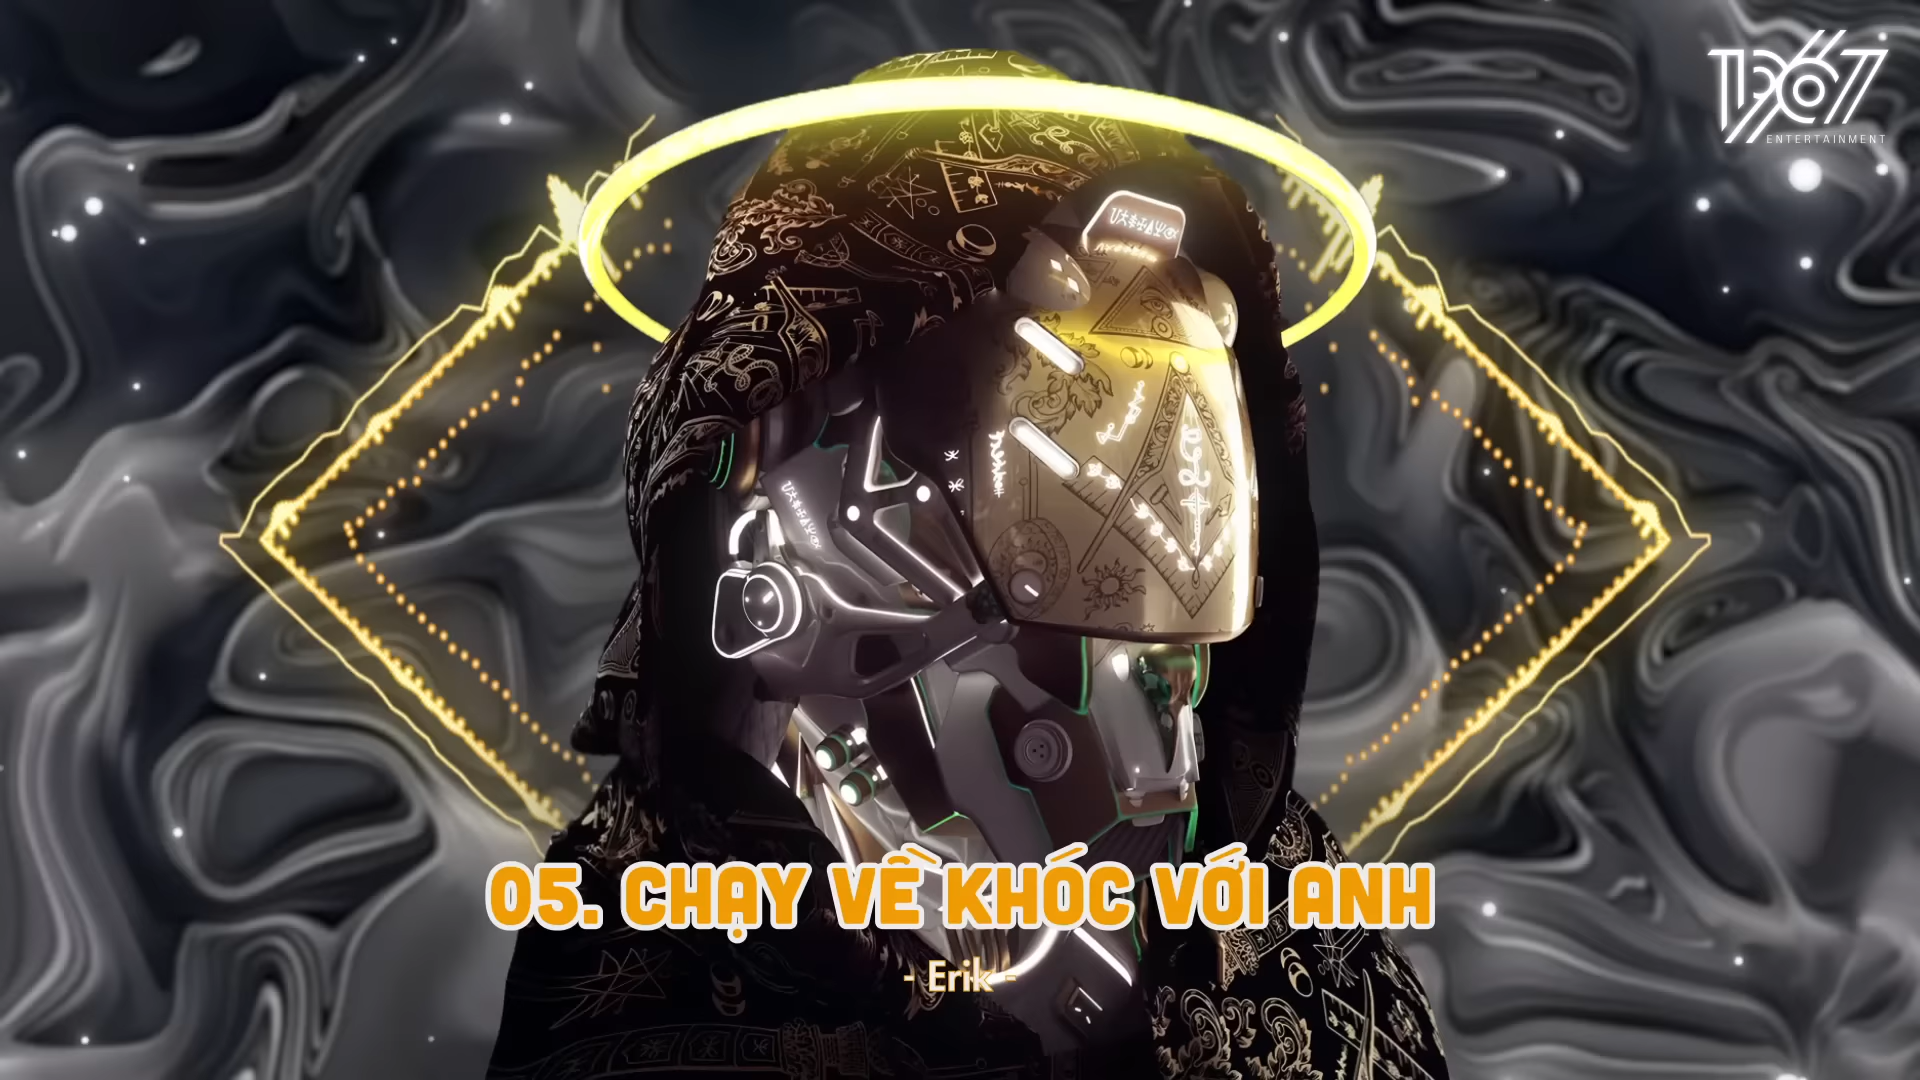 1967
ENTERTAINMENT
05. CHẠY VỀ KHÓC VỚI ANH
- Erik -